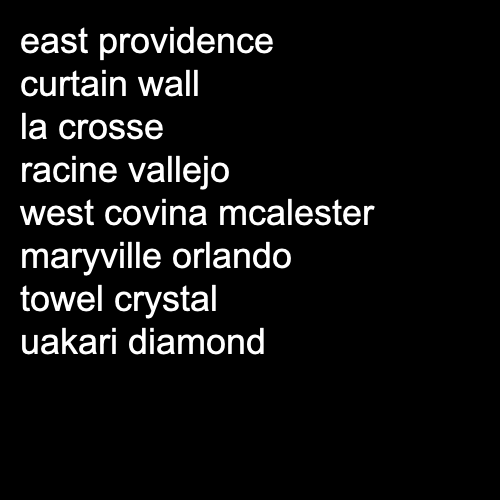 east providence
curtain wall
la crosse
racine vallejo
west covina mcalester
maryville orlando
towel crystal
uakari diamond